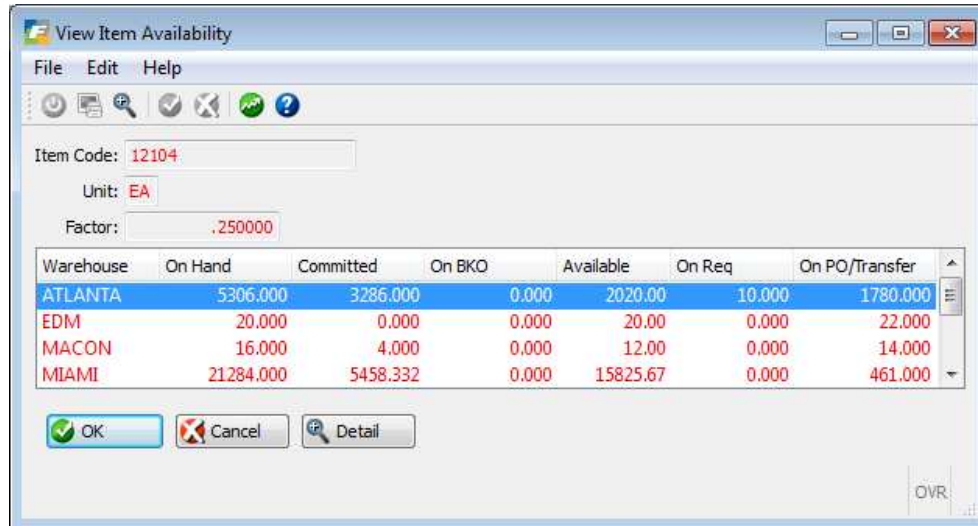 View Item Availability
File Edit Help
Item Code: 12104
Unit: EA
Factor: .250000
Warehouse On Hand Committed On BKO Available On Req On PO/Transfer
ATLANTA 5306.000 3286.000 0.000 2020.00 10.000 1780.000
EDM 20.000 0.000 0.000 20.00 0.000 22.000
MACON 16.000 4.000 0.000 12.00 0.000 14.000
MIAMI 21284.000 5458.332 0.000 15825.67 0.000 461.000
OK Cancel Detail
OVR